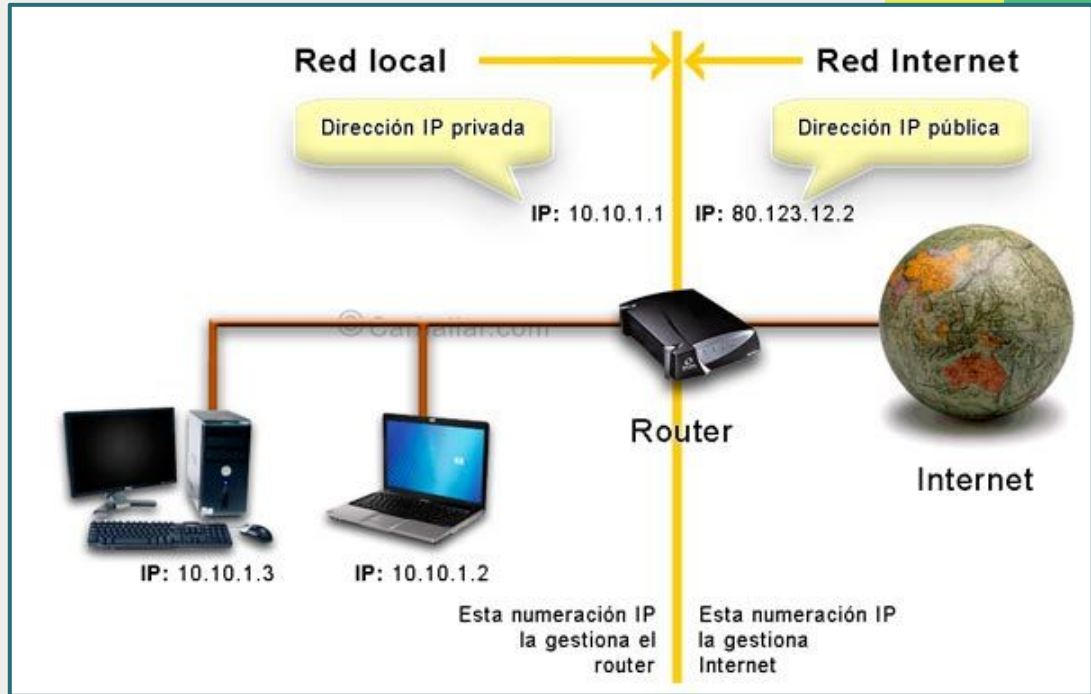 Red local
Red Internet
Dirección IP privada
Dirección IP pública
IP: 10.10.1.1
IP: 80.123.12.2
Router
Internet
IP: 10.10.1.3
IP: 10.10.1.2
Esta numeración IP
la gestiona el
router
Esta numeración IP
la gestiona
Internet